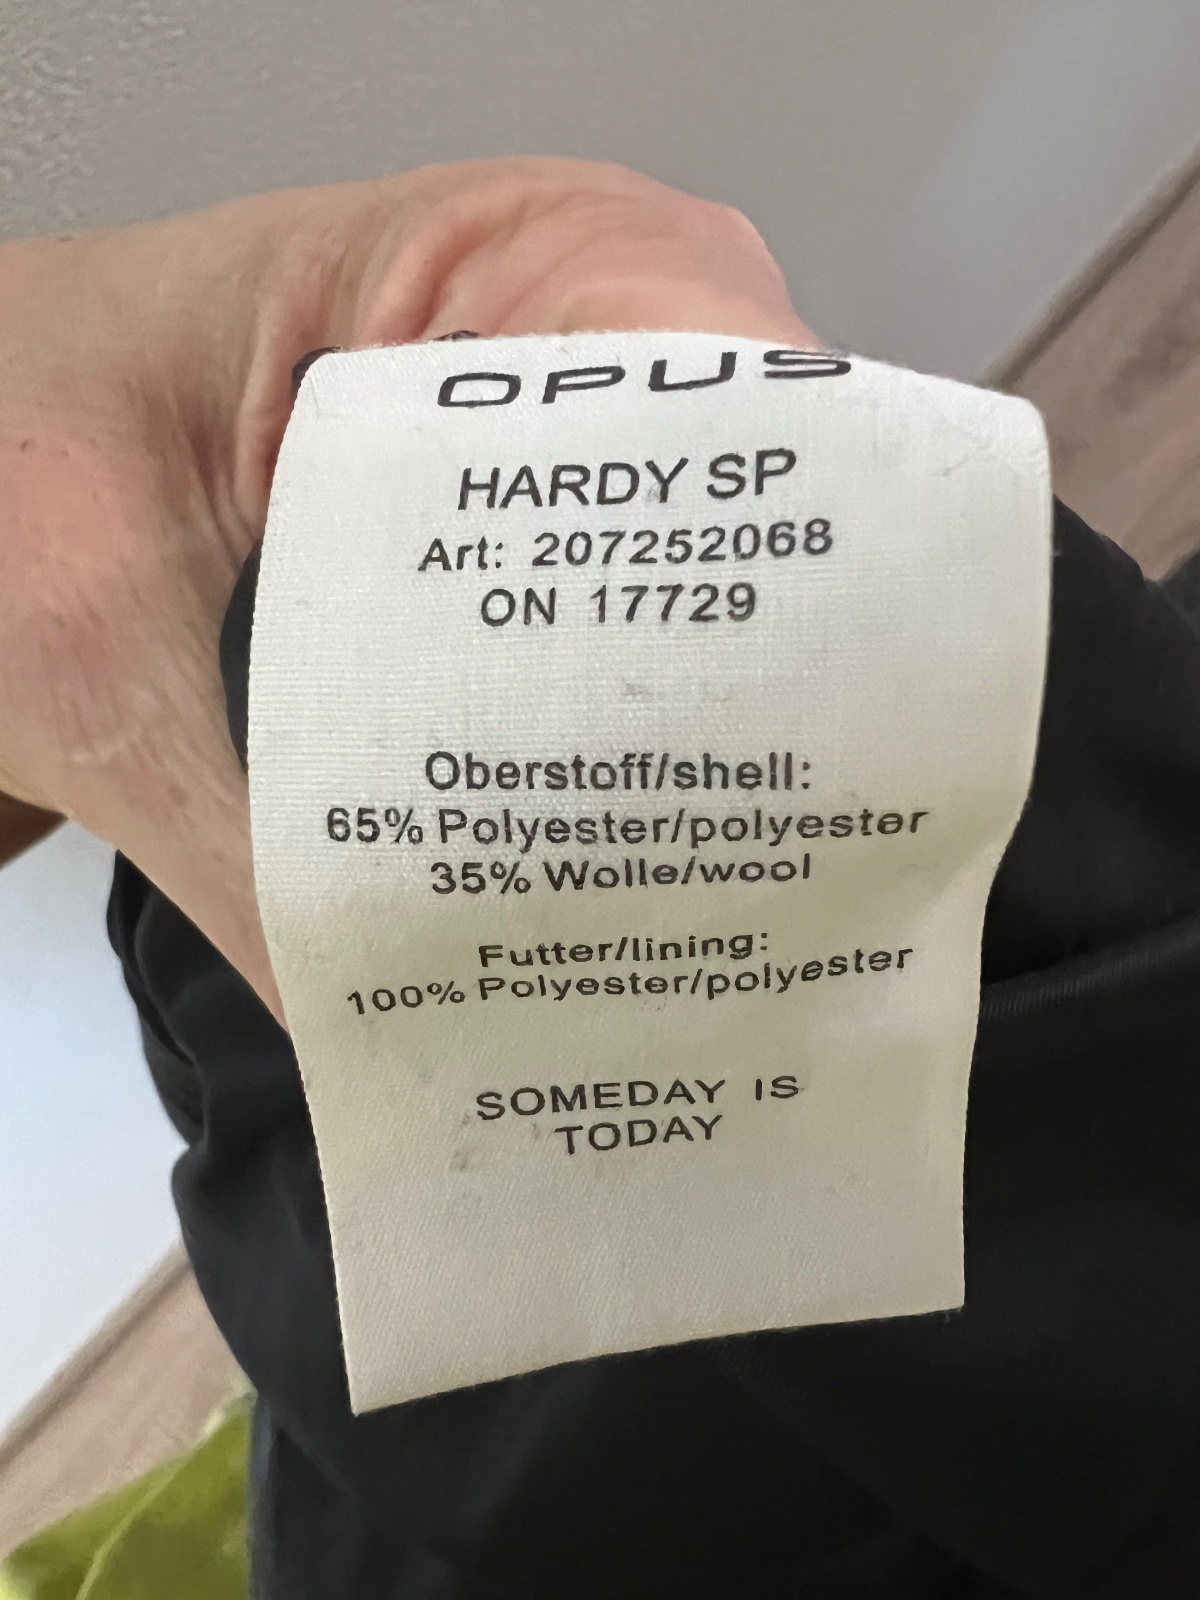 OPUS
HARDY SP
Art: 207252068
ON 17729
Oberstoff/shell:
65% Polyester/polyester
35% Wolle/wool
Futter/lining:
100% Polyester/polyester
SOMEDAY IS
TODAY